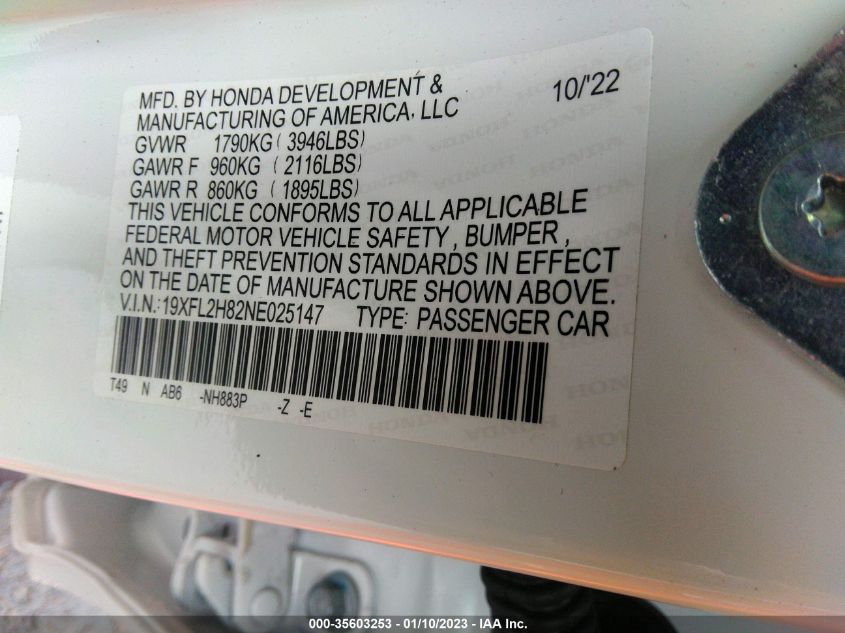 MFD. BY HONDA DEVELOPMENT & 10/'22
MANUFACTURING OF AMERICA, LLC
GVWR 1790KG ( 3946LBS)
GAWR F 960KG ( 2116LBS)
GAWR R 860KG ( 1895LBS)
THIS VEHICLE CONFORMS TO ALL APPLICABLE
FEDERAL MOTOR VEHICLE SAFETY , BUMPER ,
AND THEFT PREVENTION STANDARDS IN EFFECT
ON THE DATE OF MANUFACTURE SHOWN ABOVE.
V.I.N.: 19XFL2H82NE025147 TYPE: PASSENGER CAR
T49 N AB6 -NH883P -Z -E
000-35603253 - 01/10/2023 - IAA Inc.